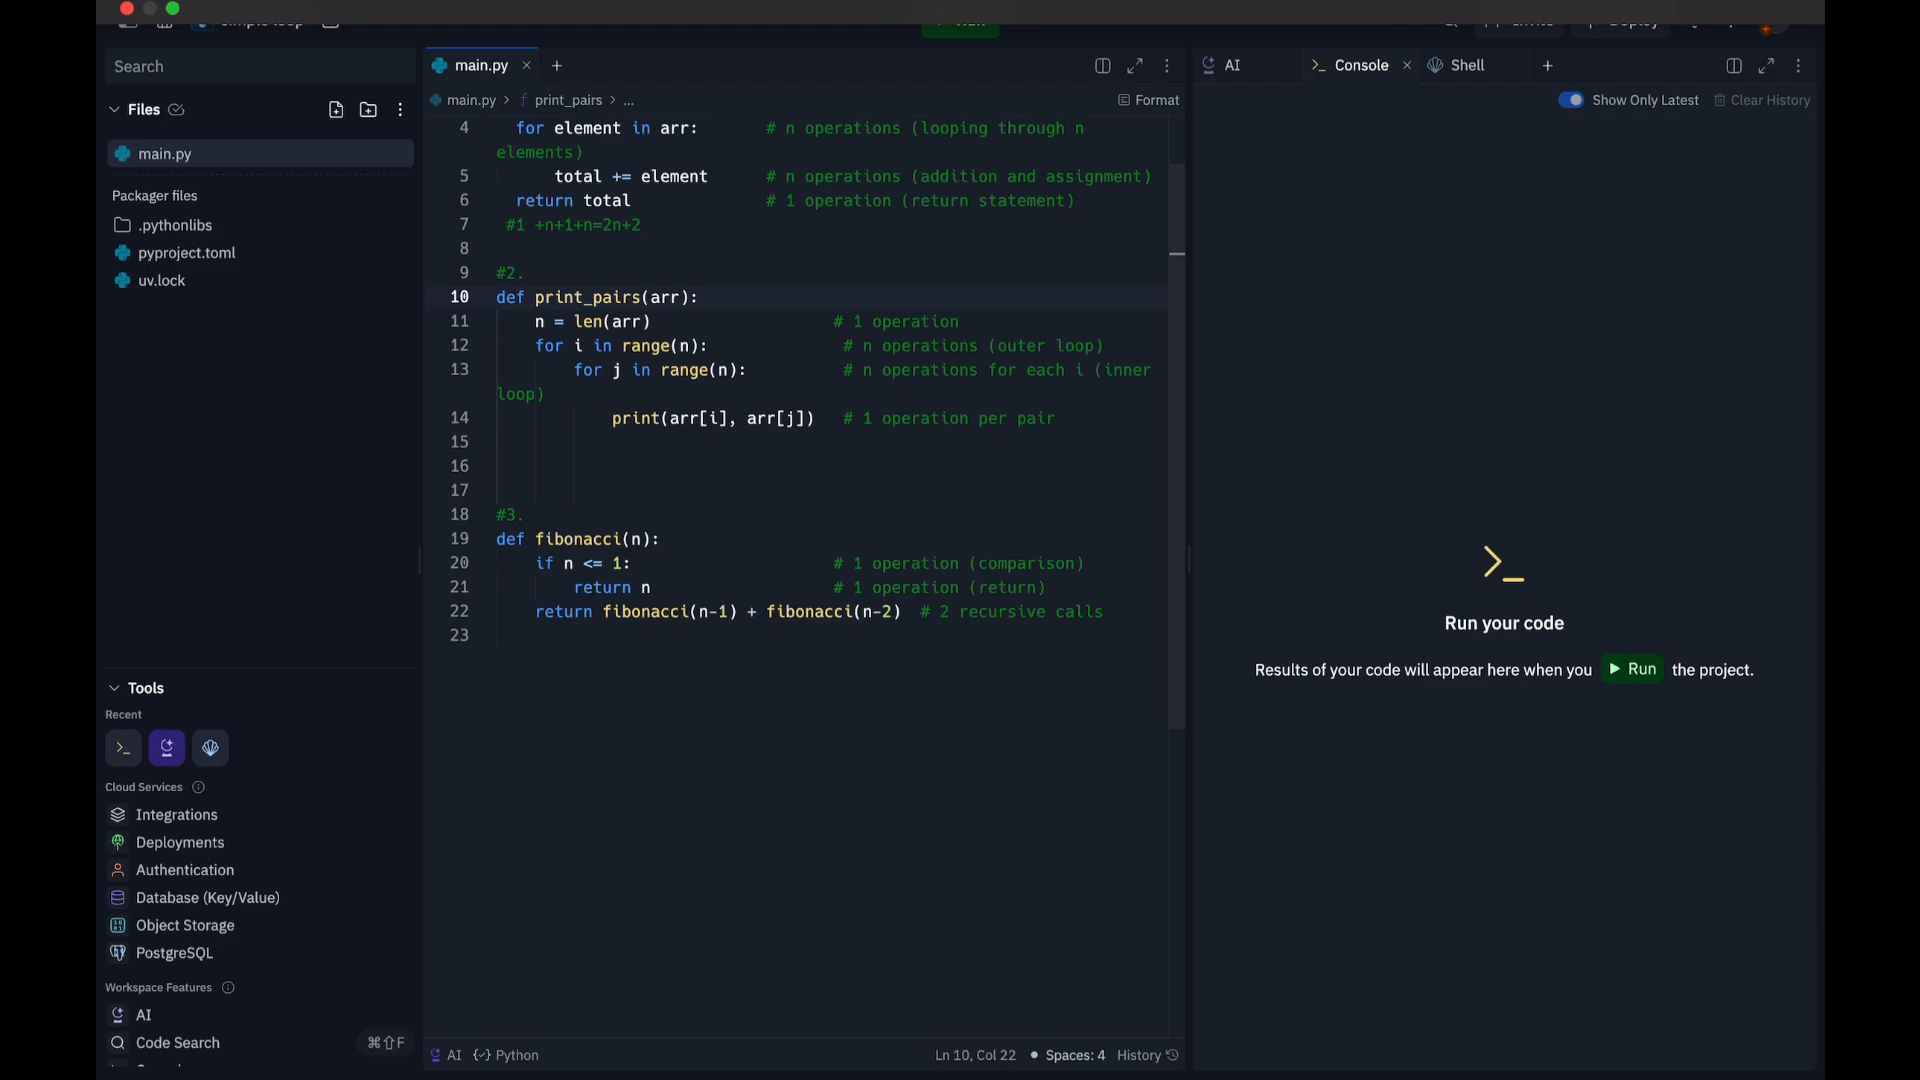 Search
Files
main.py
Packager files
.pythonlibs
pyproject.toml
uv.lock
Tools
Recent
Cloud Services
Integrations
Deployments
Authentication
Database (Key/Value)
Object Storage
PostgreSQL
Workspace Features
AI
Code Search ⌘⇧F
main.py × +
main.py > f print_pairs > ...
Format
4 for element in arr: # n operations (looping through n
elements)
5 total += element # n operations (addition and assignment)
6 return total # 1 operation (return statement)
7 #1 +n+1+n=2n+2
8
9 #2.
10 def print_pairs(arr):
11 n = len(arr) # 1 operation
12 for i in range(n): # n operations (outer loop)
13 for j in range(n): # n operations for each i (inner
loop)
14 print(arr[i], arr[j]) # 1 operation per pair
15
16
17
18 #3.
19 def fibonacci(n):
20 if n <= 1: # 1 operation (comparison)
21 return n # 1 operation (return)
22 return fibonacci(n-1) + fibonacci(n-2) # 2 recursive calls
23
AI {✓} Python
Ln 10, Col 22 • Spaces: 4 History
AI
>_ Console ×
Shell
+
Show Only Latest
Clear History
>_
Run your code
Results of your code will appear here when you ▶ Run the project.